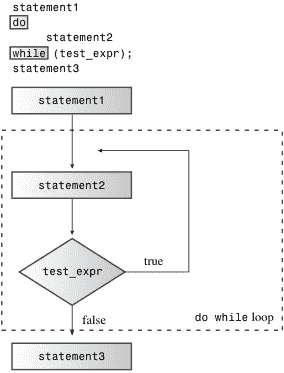 statement1
do
statement2
while (test_expr);
statement3
statement1
statement2
test_expr
true
false
do while loop
statement3